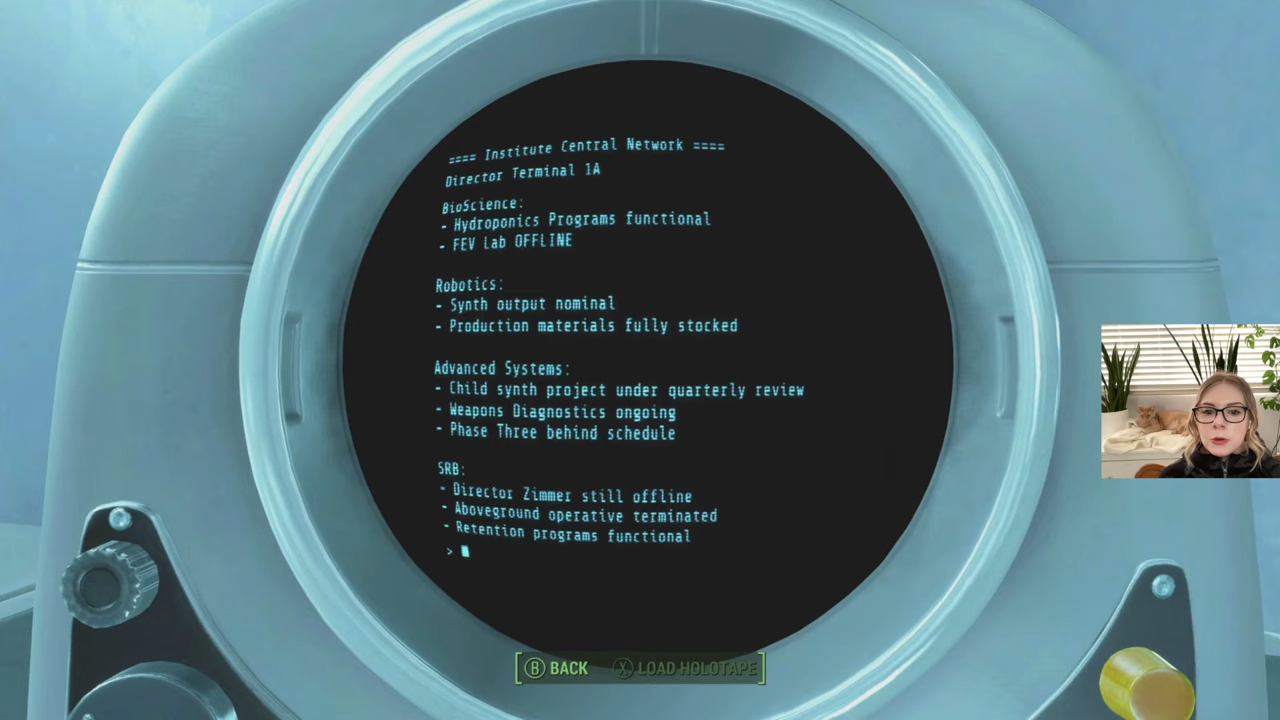 ==== Institute Central Network ====
Director Terminal 1A
BioScience:
- Hydroponics Programs functional
- FEV Lab OFFLINE
Robotics:
- Synth output nominal
- Production materials fully stocked
Advanced Systems:
- Child synth project under quarterly review
- Weapons Diagnostics ongoing
- Phase Three behind schedule
SRB:
- Director Zimmer still offline
- Aboveground operative terminated
- Retention programs functional
>
B) BACK X) LOAD HOLOTAPE